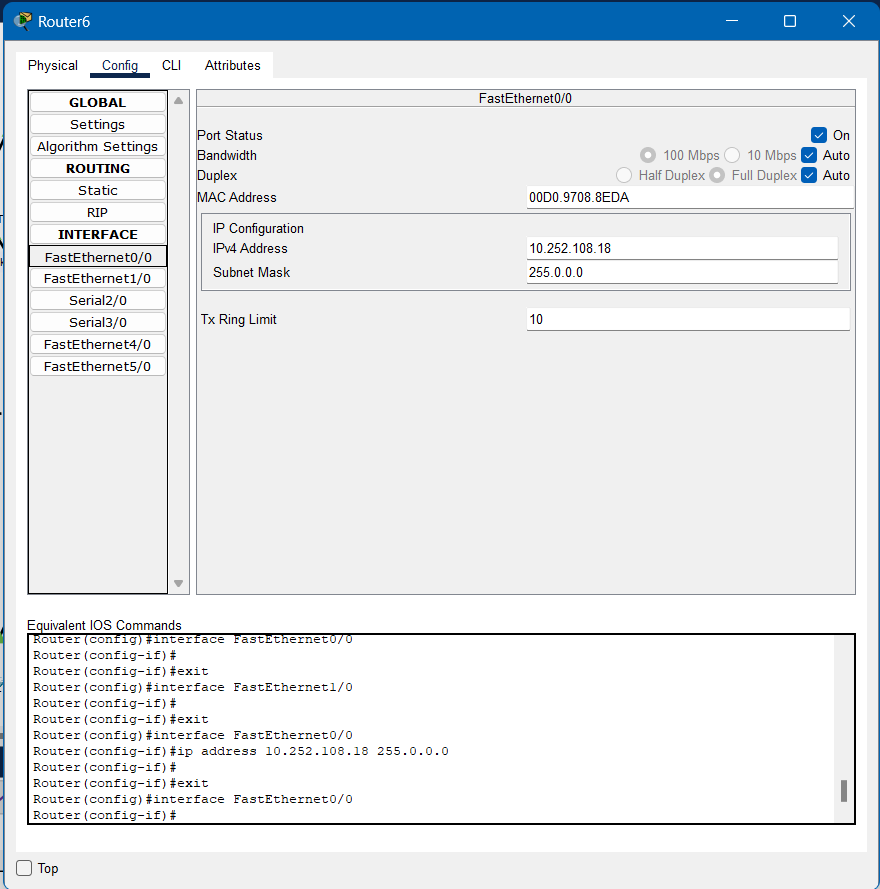 Router6
Physical Config CLI Attributes
GLOBAL
Settings
Algorithm Settings
ROUTING
Static
RIP
INTERFACE
FastEthernet0/0
FastEthernet1/0
Serial2/0
Serial3/0
FastEthernet4/0
FastEthernet5/0
FastEthernet0/0
Port Status On
Bandwidth 100 Mbps 10 Mbps Auto
Duplex Half Duplex Full Duplex Auto
MAC Address 00D0.9708.8EDA
IP Configuration
IPv4 Address 10.252.108.18
Subnet Mask 255.0.0.0
Tx Ring Limit 10
Equivalent IOS Commands
Router(config)#interface FastEthernet0/0
Router(config-if)#
Router(config-if)#exit
Router(config)#interface FastEthernet1/0
Router(config-if)#
Router(config-if)#exit
Router(config)#interface FastEthernet0/0
Router(config-if)#ip address 10.252.108.18 255.0.0.0
Router(config-if)#
Router(config-if)#exit
Router(config)#interface FastEthernet0/0
Router(config-if)#
Top